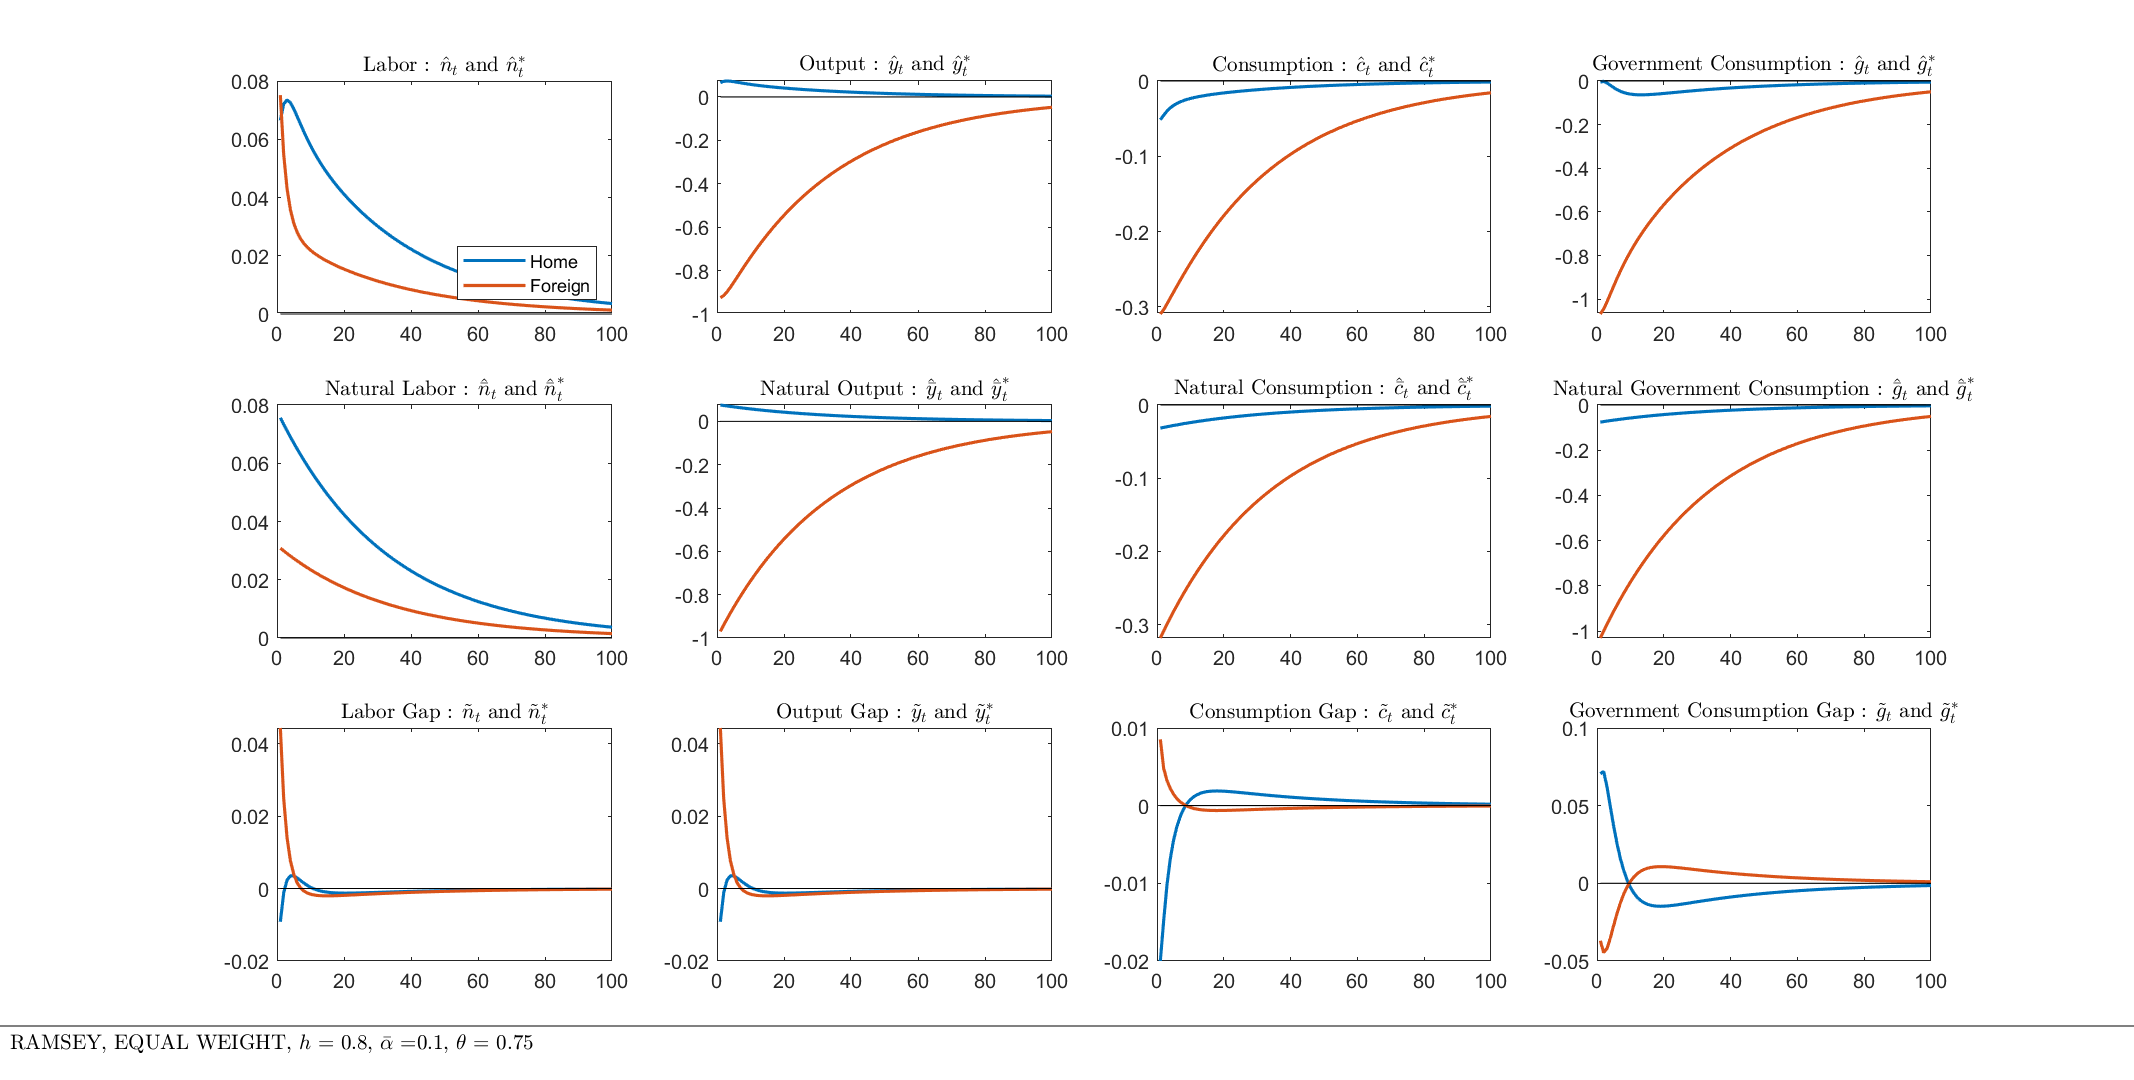 Labor : n̂ₜ and n̂ₜ*
0.08
0.06
0.04
0.02
0
0 20 40 60 80 100
Home
Foreign
Output : ŷₜ and ŷₜ*
0
-0.2
-0.4
-0.6
-0.8
-1
0 20 40 60 80 100
Consumption : ĉₜ and ĉₜ*
0
-0.1
-0.2
-0.3
0 20 40 60 80 100
Government Consumption : ĝₜ and ĝₜ*
0
-0.2
-0.4
-0.6
-0.8
-1
0 20 40 60 80 100
Natural Labor : n̄̂ₜ and n̄̂ₜ*
0.08
0.06
0.04
0.02
0
0 20 40 60 80 100
Natural Output : ȳ̂ₜ and ȳ̂ₜ*
0
-0.2
-0.4
-0.6
-0.8
-1
0 20 40 60 80 100
Natural Consumption : c̄̂ₜ and c̄̂ₜ*
0
-0.1
-0.2
-0.3
0 20 40 60 80 100
Natural Government Consumption : ḡ̂ₜ and ḡ̂ₜ*
0
-0.2
-0.4
-0.6
-0.8
-1
0 20 40 60 80 100
Labor Gap : ñₜ and ñₜ*
0.04
0.02
0
-0.02
0 20 40 60 80 100
Output Gap : ỹₜ and ỹₜ*
0.04
0.02
0
-0.02
0 20 40 60 80 100
Consumption Gap : c̃ₜ and c̃ₜ*
0.01
0
-0.01
-0.02
0 20 40 60 80 100
Government Consumption Gap : g̃ₜ and g̃ₜ*
0.1
0.05
0
-0.05
0 20 40 60 80 100
RAMSEY, EQUAL WEIGHT, h = 0.8, ᾱ =0.1, θ = 0.75